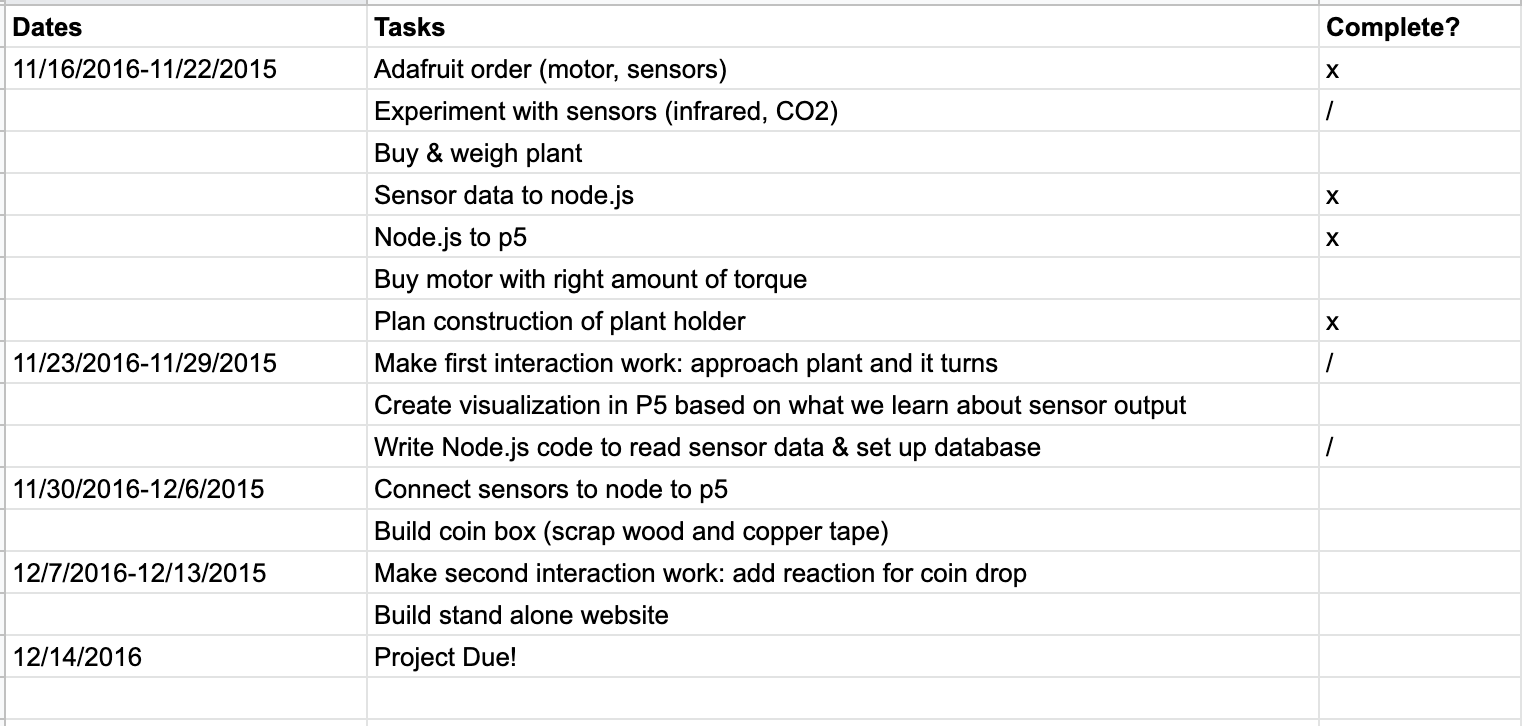 Dates Tasks Complete?
11/16/2016-11/22/2015 Adafruit order (motor, sensors) x
Experiment with sensors (infrared, CO2) /
Buy & weigh plant
Sensor data to node.js x
Node.js to p5 x
Buy motor with right amount of torque
Plan construction of plant holder x
11/23/2016-11/29/2015 Make first interaction work: approach plant and it turns /
Create visualization in P5 based on what we learn about sensor output
Write Node.js code to read sensor data & set up database /
11/30/2016-12/6/2015 Connect sensors to node to p5
Build coin box (scrap wood and copper tape)
12/7/2016-12/13/2015 Make second interaction work: add reaction for coin drop
Build stand alone website
12/14/2016 Project Due!